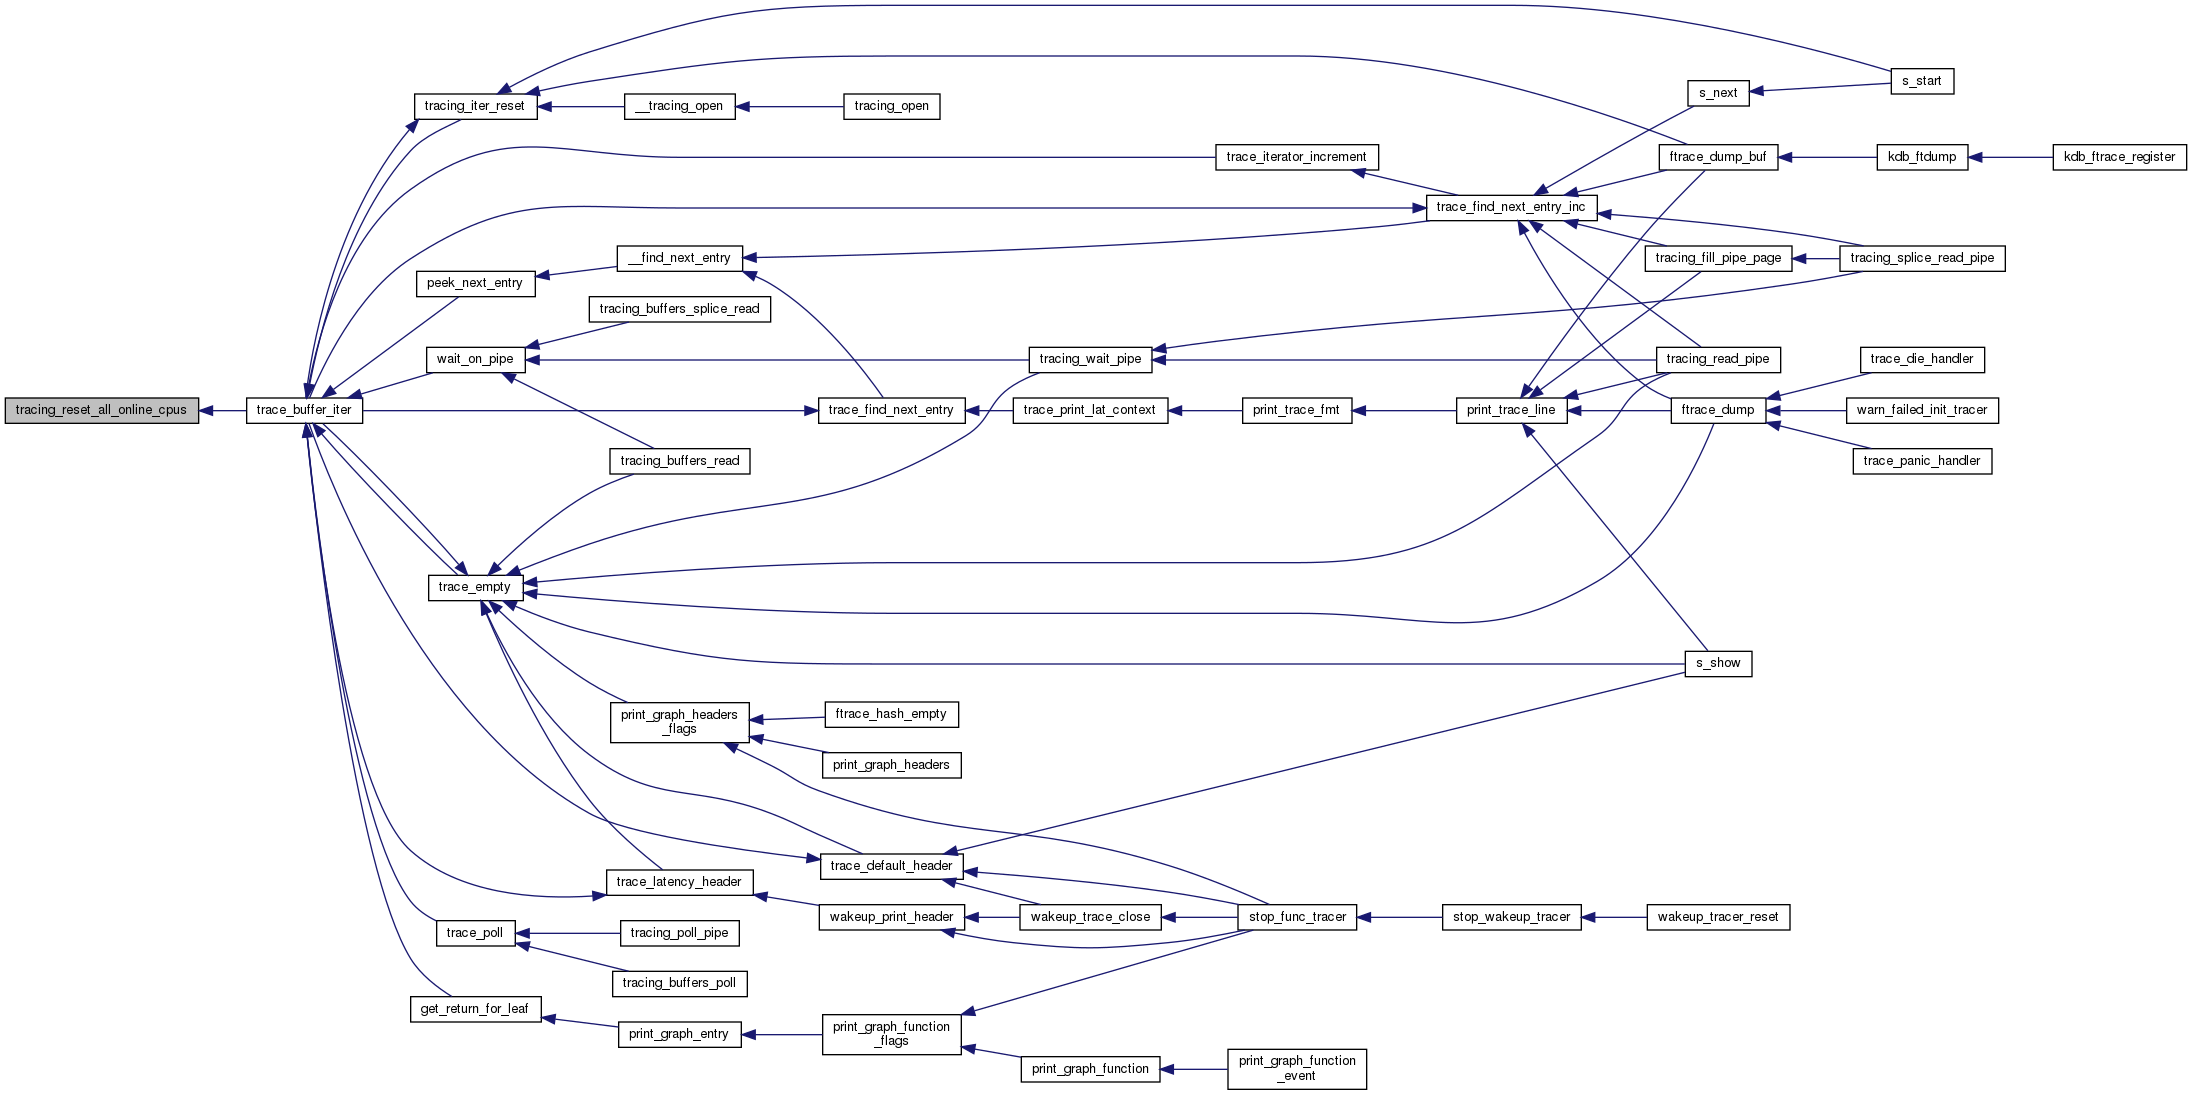 s_start
s_next
tracing_iter_reset
__tracing_open
tracing_open
trace_iterator_increment
ftrace_dump_buf
kdb_ftdump
kdb_ftrace_register
trace_find_next_entry_inc
__find_next_entry
tracing_fill_pipe_page
tracing_splice_read_pipe
peek_next_entry
tracing_buffers_splice_read
wait_on_pipe
tracing_wait_pipe
tracing_read_pipe
trace_die_handler
tracing_reset_all_online_cpus
trace_buffer_iter
trace_find_next_entry
trace_print_lat_context
print_trace_fmt
print_trace_line
ftrace_dump
warn_failed_init_tracer
tracing_buffers_read
trace_panic_handler
trace_empty
s_show
print_graph_headers
_flags
ftrace_hash_empty
print_graph_headers
trace_default_header
trace_latency_header
wakeup_print_header
wakeup_trace_close
stop_func_tracer
stop_wakeup_tracer
wakeup_tracer_reset
trace_poll
tracing_poll_pipe
tracing_buffers_poll
get_return_for_leaf
print_graph_entry
print_graph_function
_flags
print_graph_function
print_graph_function
_event